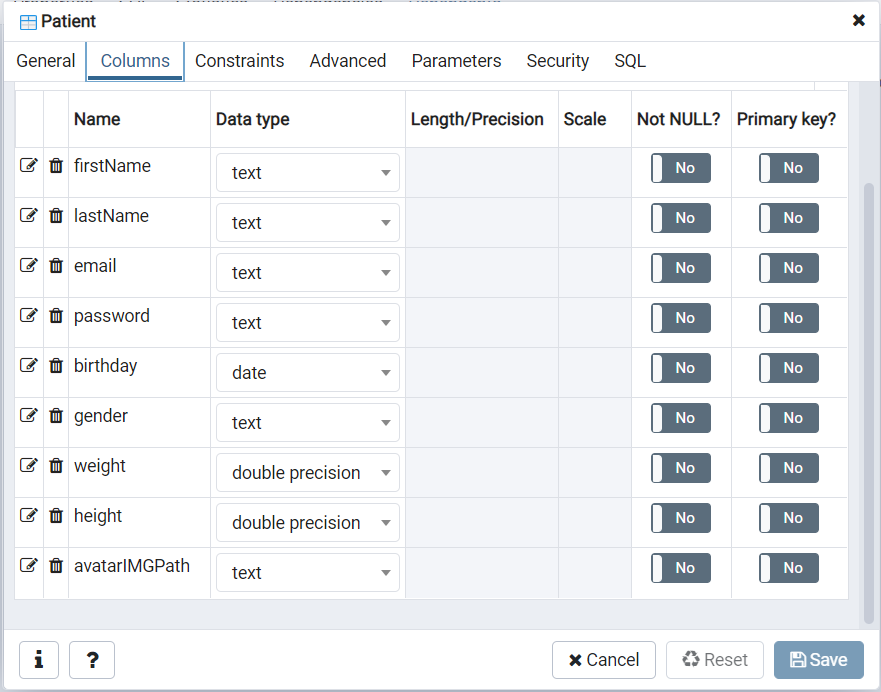 Patient
General Columns Constraints Advanced Parameters Security SQL
Name Data type Length/Precision Scale Not NULL? Primary key?
firstName text No No
lastName text No No
email text No No
password text No No
birthday date No No
gender text No No
weight double precision No No
height double precision No No
avatarIMGPath text No No
i ? Cancel Reset Save